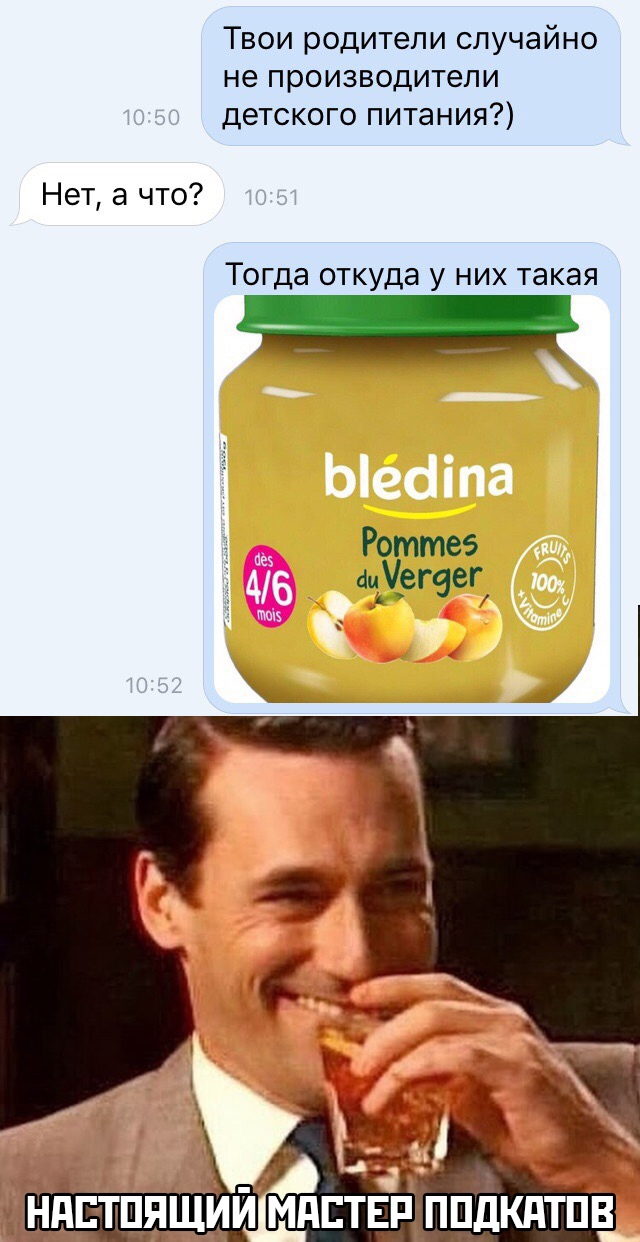 Твои родители случайно
не производители
детского питания?)
10:50
Нет, а что?
10:51
Тогда откуда у них такая
blédina
Pommes
du Verger
dès
4/6
mois
FRUITS
100%
+Vitamine C
10:52
НАСТОЯЩИЙ МАСТЕР ПОДКАТОВ